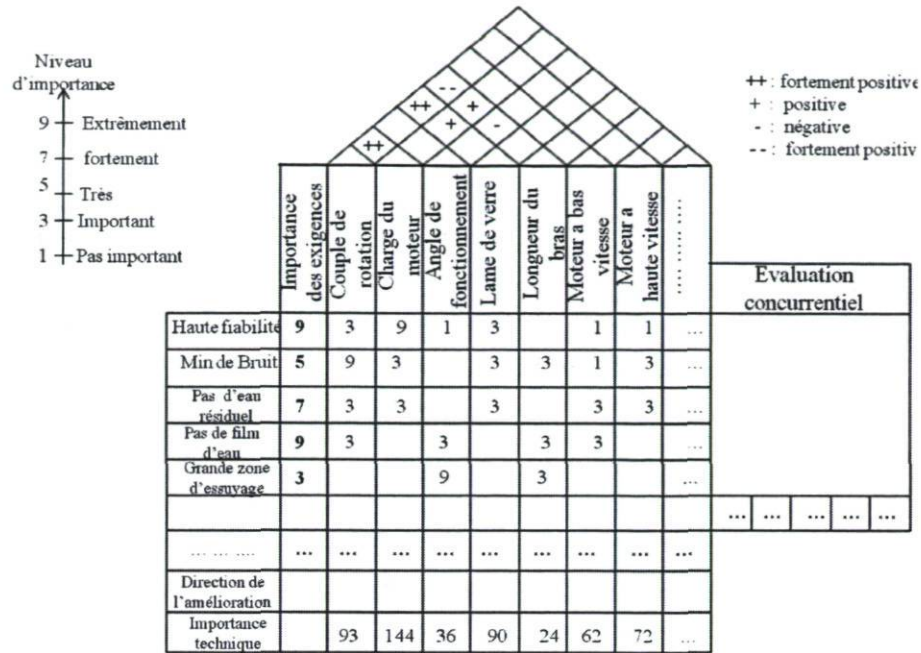 Niveau
d'importance
9 Extrêmement
7 fortement
5 Très
3 Important
1 Pas important
++ : fortement positive
+ : positive
- : négative
-- : fortement positiv
--
++ +
+ -
++
Importance
des exigences
Couple de
rotation
Charge du
moteur
Angle de
fonctionnement
Lame de verre
Longueur du
bras
Moteur a bas
vitesse
Moteur a
haute vitesse
...........
Evaluation
concurrentiel
Haute fiabilité 9 3 9 1 3 1 1 ...
Min de Bruit 5 9 3 3 3 1 3 ...
Pas d'eau
résiduel 7 3 3 3 3 3
Pas de film
d'eau 9 3 3 3 3 ...
Grande zone
d'essuyage 3 9 3 ...
... ... ... ... ...
... ... .... ... ... ... ... ... ... ... ... ...
Direction de
l'amélioration
Importance
technique 93 144 36 90 24 62 72 ...